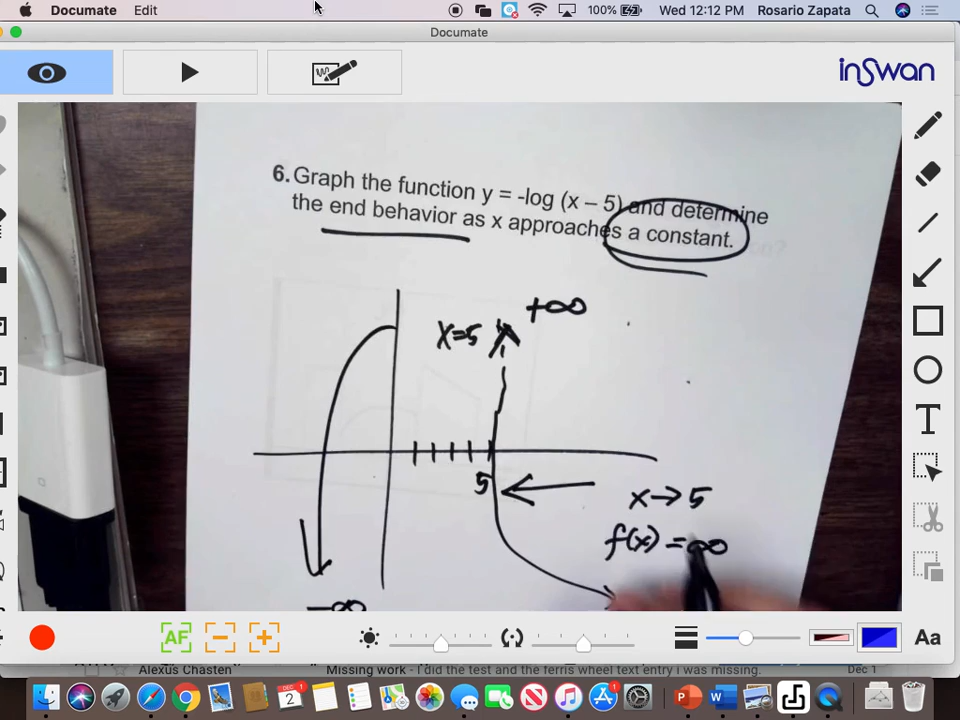 Documate Edit 100% Wed 12:12 PM Rosario Zapata
Documate
inSwan
6. Graph the function y = -log (x – 5) and determine
the end behavior as x approaches a constant.
+∞
x=5
5
x→5
f(x) = ∞
-∞
AF
T
Aa
Alexus Chasten Missing work - I did the test and the ferris wheel text entry i was missing. Dec 1
DEC
2